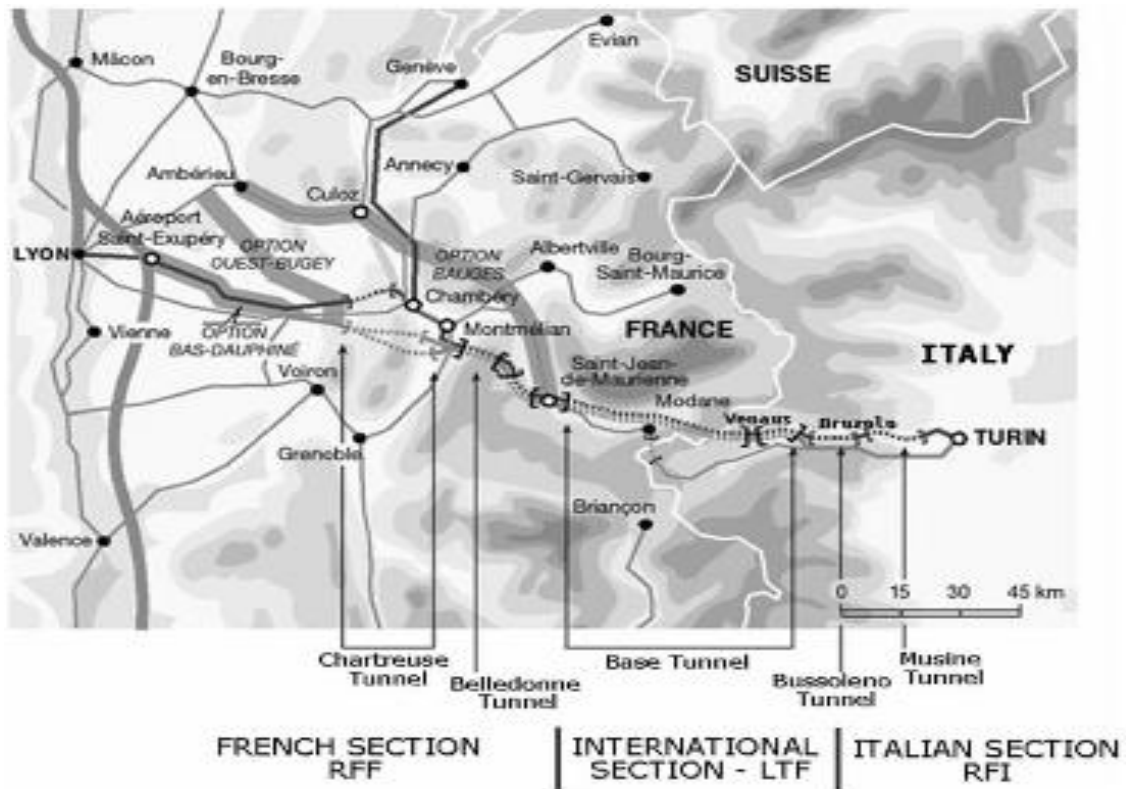 Evian
Mâcon
Bourg-
en-Bresse
Genève
SUISSE
Annecy
Ambérieu
Culoz
Saint-Gervais
Aéreport
Saint-Exupéry
LYON
OPTION
OUEST-BUGEY
OPTION
BAUGES
Albertville
Bourg-
Saint-Maurice
Chambéry
Montmélian
FRANCE
Vienne
OPTION
BAS-DAUPHINÉ
ITALY
Saint-Jean-
de-Maurienne
Voiron
Modane
Venaus
Bruzolo
TURIN
Grenoble
Briançon
Valence
0 15 30 45 km
Chartreuse
Tunnel
Belledonne
Tunnel
Base Tunnel
Bussoleno
Tunnel
Musine
Tunnel
FRENCH SECTION
RFF
INTERNATIONAL
SECTION - LTF
ITALIAN SECTION
RFI